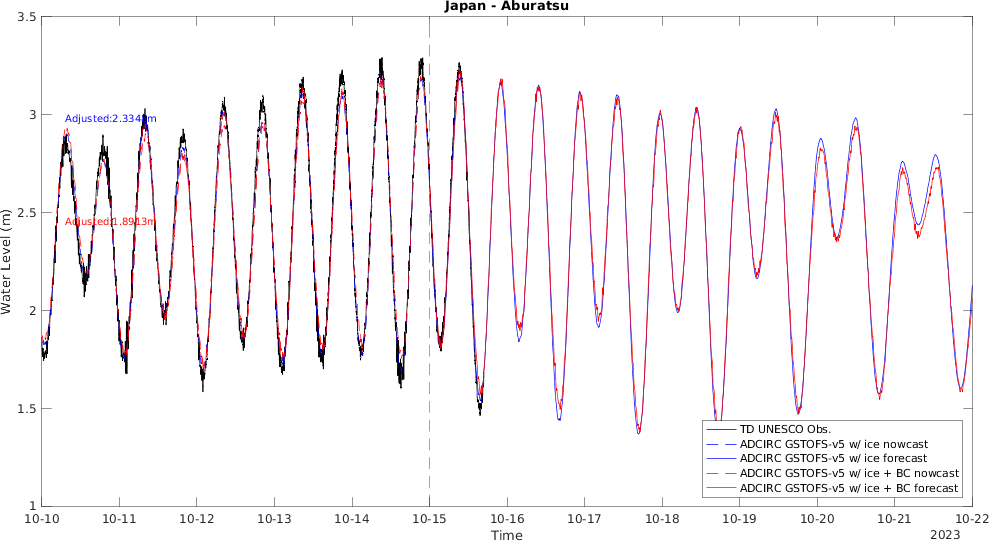 Japan - Aburatsu
3.5
3
2.5
2
1.5
1
Water Level (m)
Adjusted:2.3348m
Adjusted:1.8913m
TD UNESCO Obs.
ADCIRC GSTOFS-v5 w/ ice nowcast
ADCIRC GSTOFS-v5 w/ ice forecast
ADCIRC GSTOFS-v5 w/ ice + BC nowcast
ADCIRC GSTOFS-v5 w/ ice + BC forecast
10-10 10-11 10-12 10-13 10-14 10-15 10-16 10-17 10-18 10-19 10-20 10-21 10-22
Time
2023